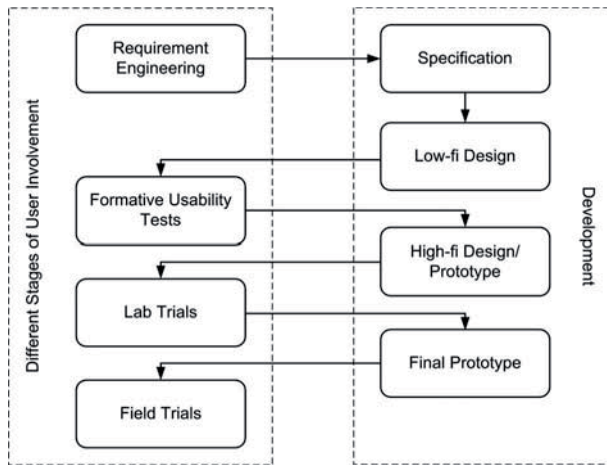 Different Stages of User Involvement
Requirement
Engineering
Specification
Low-fi Design
Formative Usability
Tests
High-fi Design/
Prototype
Lab Trials
Final Prototype
Field Trials
Development